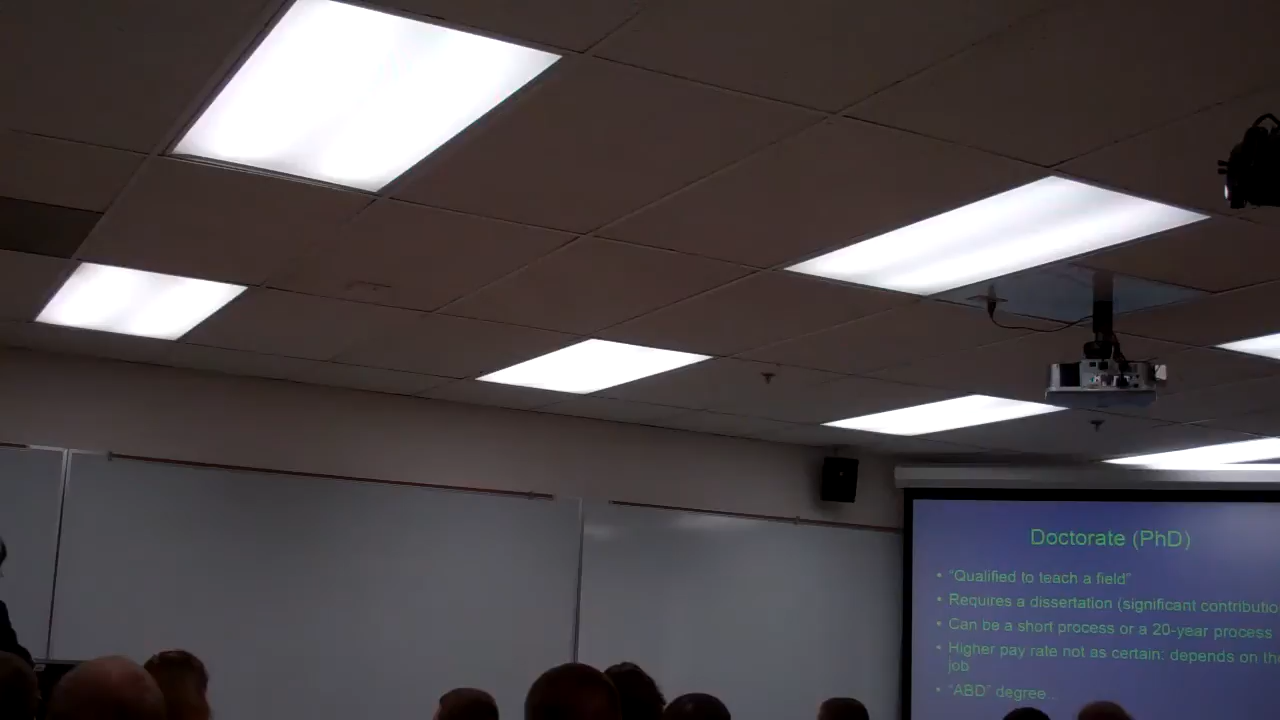 Doctorate (PhD)
• "Qualified to teach a field"
• Requires a dissertation (significant contributio
• Can be a short process or a 20-year process
• Higher pay rate not as certain: depends on th
job
• "ABD" degree...